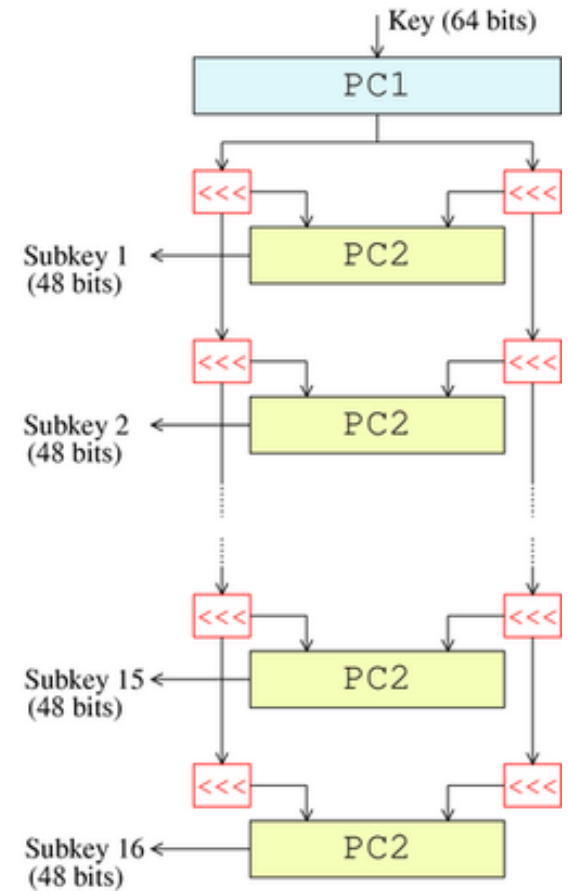 Key (64 bits)
PC1
<<< <<<
Subkey 1 PC2
(48 bits)
<<< <<<
Subkey 2 PC2
(48 bits)
<<< <<<
Subkey 15 PC2
(48 bits)
<<< <<<
Subkey 16 PC2
(48 bits)